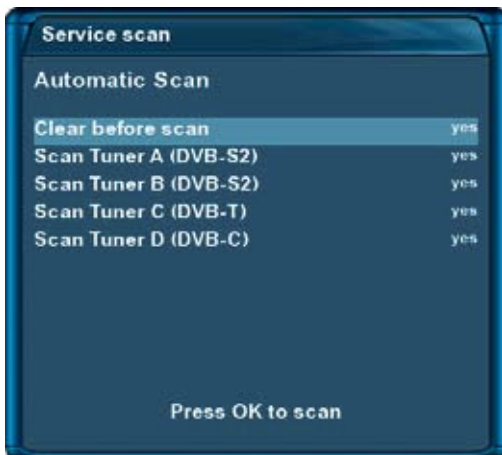 Service scan
Automatic Scan
Clear before scan yes
Scan Tuner A (DVB-S2) yes
Scan Tuner B (DVB-S2) yes
Scan Tuner C (DVB-T) yes
Scan Tuner D (DVB-C) yes
Press OK to scan